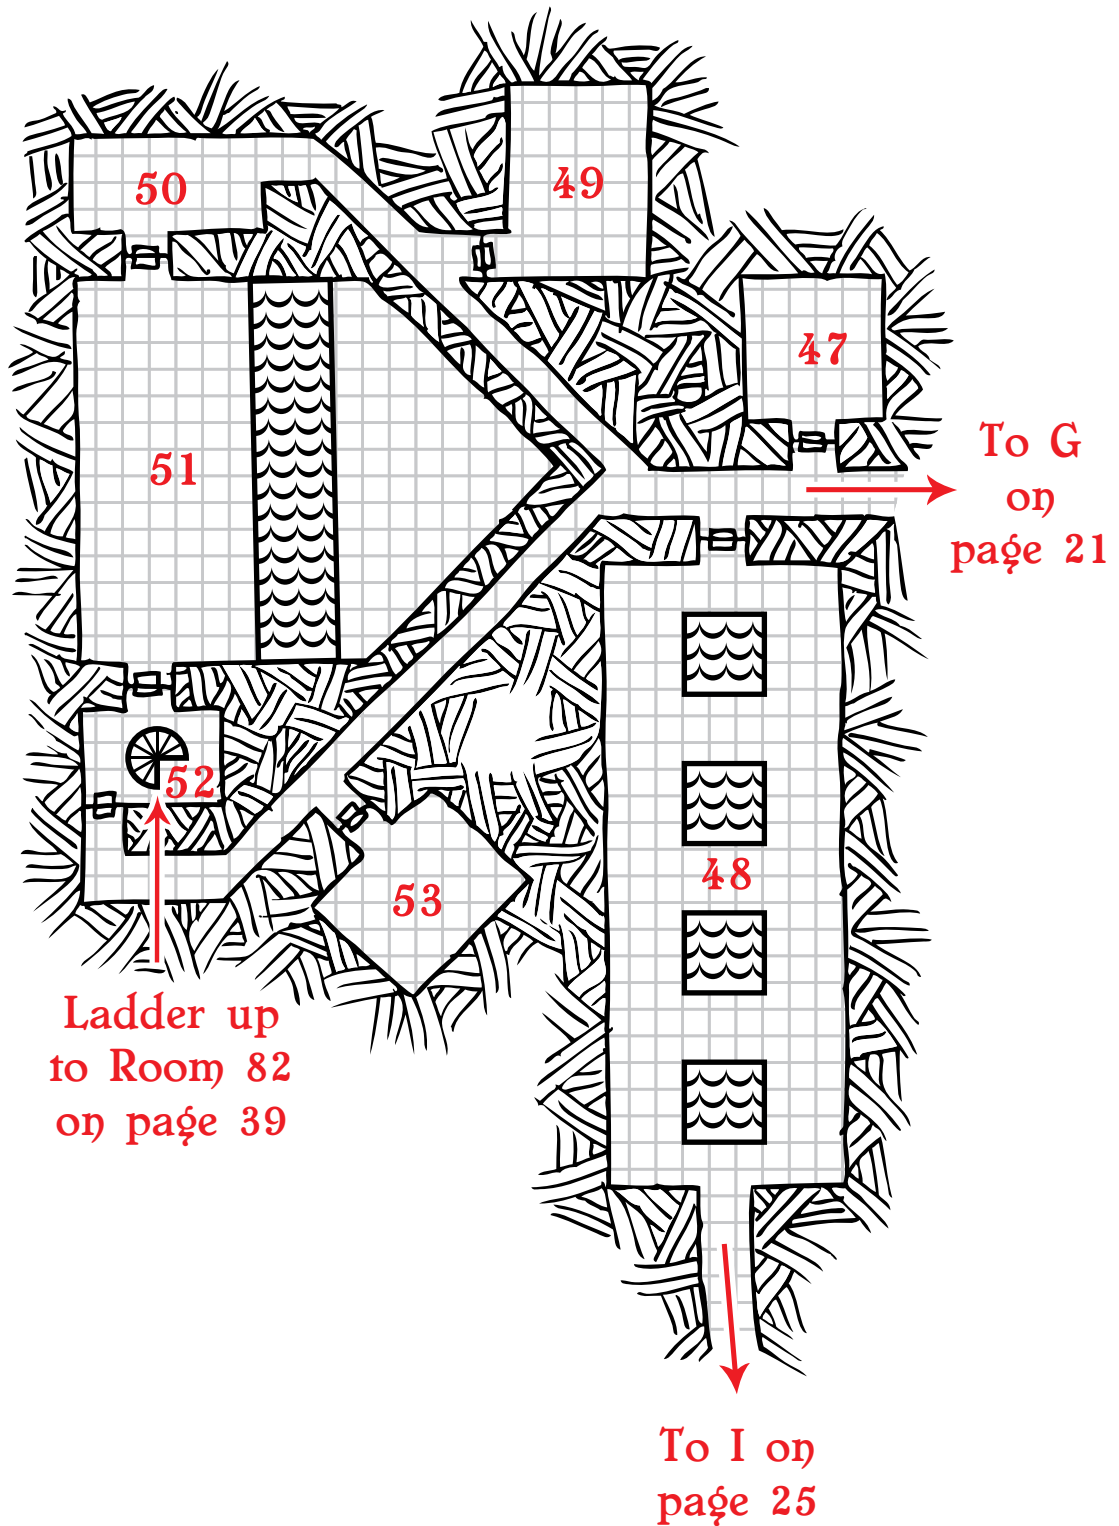 49
50
47
To G
on
page 21
51
52
48
53
Ladder up
to Room 82
on page 39
To I on
page 25